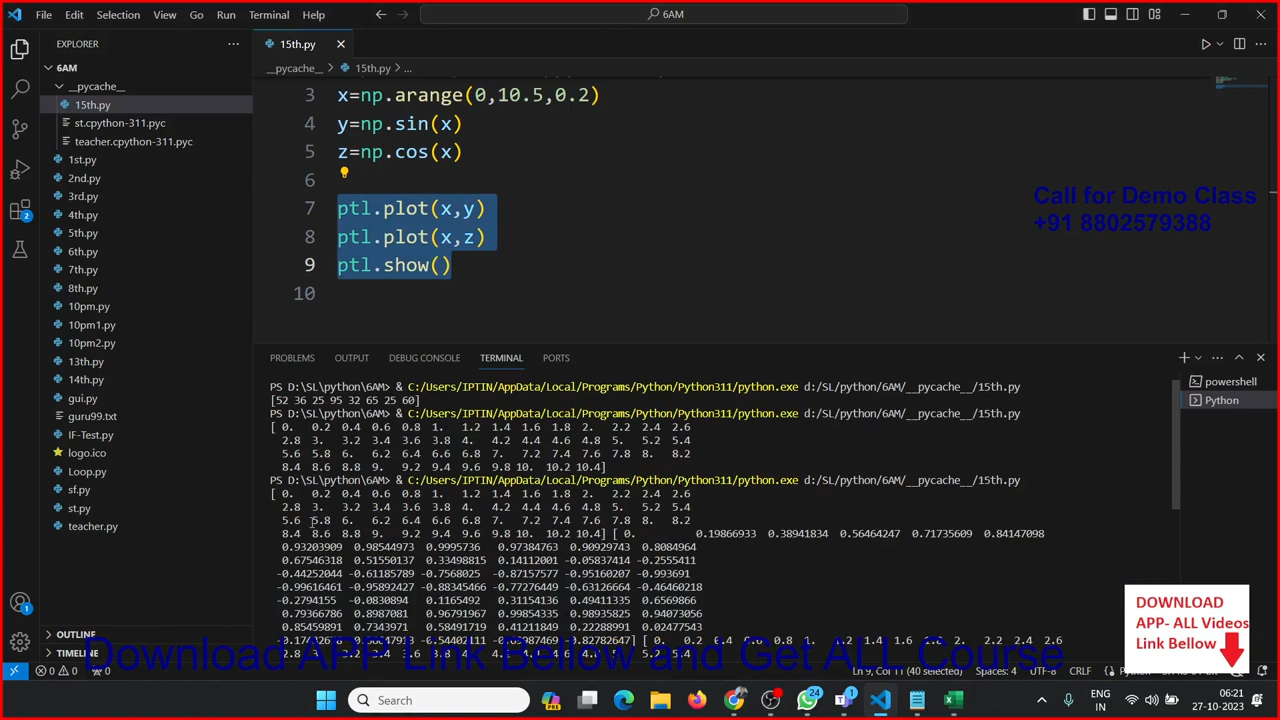 File Edit Selection View Go Run Terminal Help
6AM
EXPLORER
15th.py
6AM
__pycache__
15th.py
st.cpython-311.pyc
teacher.cpython-311.pyc
1st.py
2nd.py
3rd.py
4th.py
5th.py
6th.py
7th.py
8th.py
10pm.py
10pm1.py
10pm2.py
13th.py
14th.py
gui.py
guru99.txt
IF-Test.py
logo.ico
Loop.py
sf.py
st.py
teacher.py
OUTLINE
TIMELINE
__pycache__ > 15th.py > ...
3 x=np.arange(0,10.5,0.2)
4 y=np.sin(x)
5 z=np.cos(x)
6
7 ptl.plot(x,y)
8 ptl.plot(x,z)
9 ptl.show()
10
Call for Demo Class
+91 8802579388
PROBLEMS OUTPUT DEBUG CONSOLE TERMINAL PORTS
powershell
Python
PS D:\SL\python\6AM> & C:/Users/IPTIN/AppData/Local/Programs/Python/Python311/python.exe d:/SL/python/6AM/__pycache__/15th.py
[52 36 25 95 32 65 25 60]
PS D:\SL\python\6AM> & C:/Users/IPTIN/AppData/Local/Programs/Python/Python311/python.exe d:/SL/python/6AM/__pycache__/15th.py
[ 0. 0.2 0.4 0.6 0.8 1. 1.2 1.4 1.6 1.8 2. 2.2 2.4 2.6
2.8 3. 3.2 3.4 3.6 3.8 4. 4.2 4.4 4.6 4.8 5. 5.2 5.4
5.6 5.8 6. 6.2 6.4 6.6 6.8 7. 7.2 7.4 7.6 7.8 8. 8.2
8.4 8.6 8.8 9. 9.2 9.4 9.6 9.8 10. 10.2 10.4]
PS D:\SL\python\6AM> & C:/Users/IPTIN/AppData/Local/Programs/Python/Python311/python.exe d:/SL/python/6AM/__pycache__/15th.py
[ 0. 0.2 0.4 0.6 0.8 1. 1.2 1.4 1.6 1.8 2. 2.2 2.4 2.6
2.8 3. 3.2 3.4 3.6 3.8 4. 4.2 4.4 4.6 4.8 5. 5.2 5.4
5.6 5.8 6. 6.2 6.4 6.6 6.8 7. 7.2 7.4 7.6 7.8 8. 8.2
8.4 8.6 8.8 9. 9.2 9.4 9.6 9.8 10. 10.2 10.4] [ 0. 0.19866933 0.38941834 0.56464247 0.71735609 0.84147098
0.93203909 0.98544973 0.9995736 0.97384763 0.90929743 0.8084964
0.67546318 0.51550137 0.33498815 0.14112001 -0.05837414 -0.2555411
-0.44252044 -0.61185789 -0.7568025 -0.87157577 -0.95160207 -0.993691
-0.99616461 -0.95892427 -0.88345466 -0.77276449 -0.63126664 -0.46460218
-0.2794155 -0.0830894 0.1165492 0.31154136 0.49411335 0.6569866
0.79366786 0.8987081 0.96791967 0.99854335 0.98935825 0.94073056
0.85459891 0.7343971 0.58491719 0.41211849 0.22288991 0.02477543
Download APP Link Bellow and Get ALL Course
DOWNLOAD
APP- ALL Videos
Link Bellow
0 0 0
Ln 9, Col 11 (40 selected) Spaces: 4
CRLF
Search
ENG
IN
06:21
27-10-2023